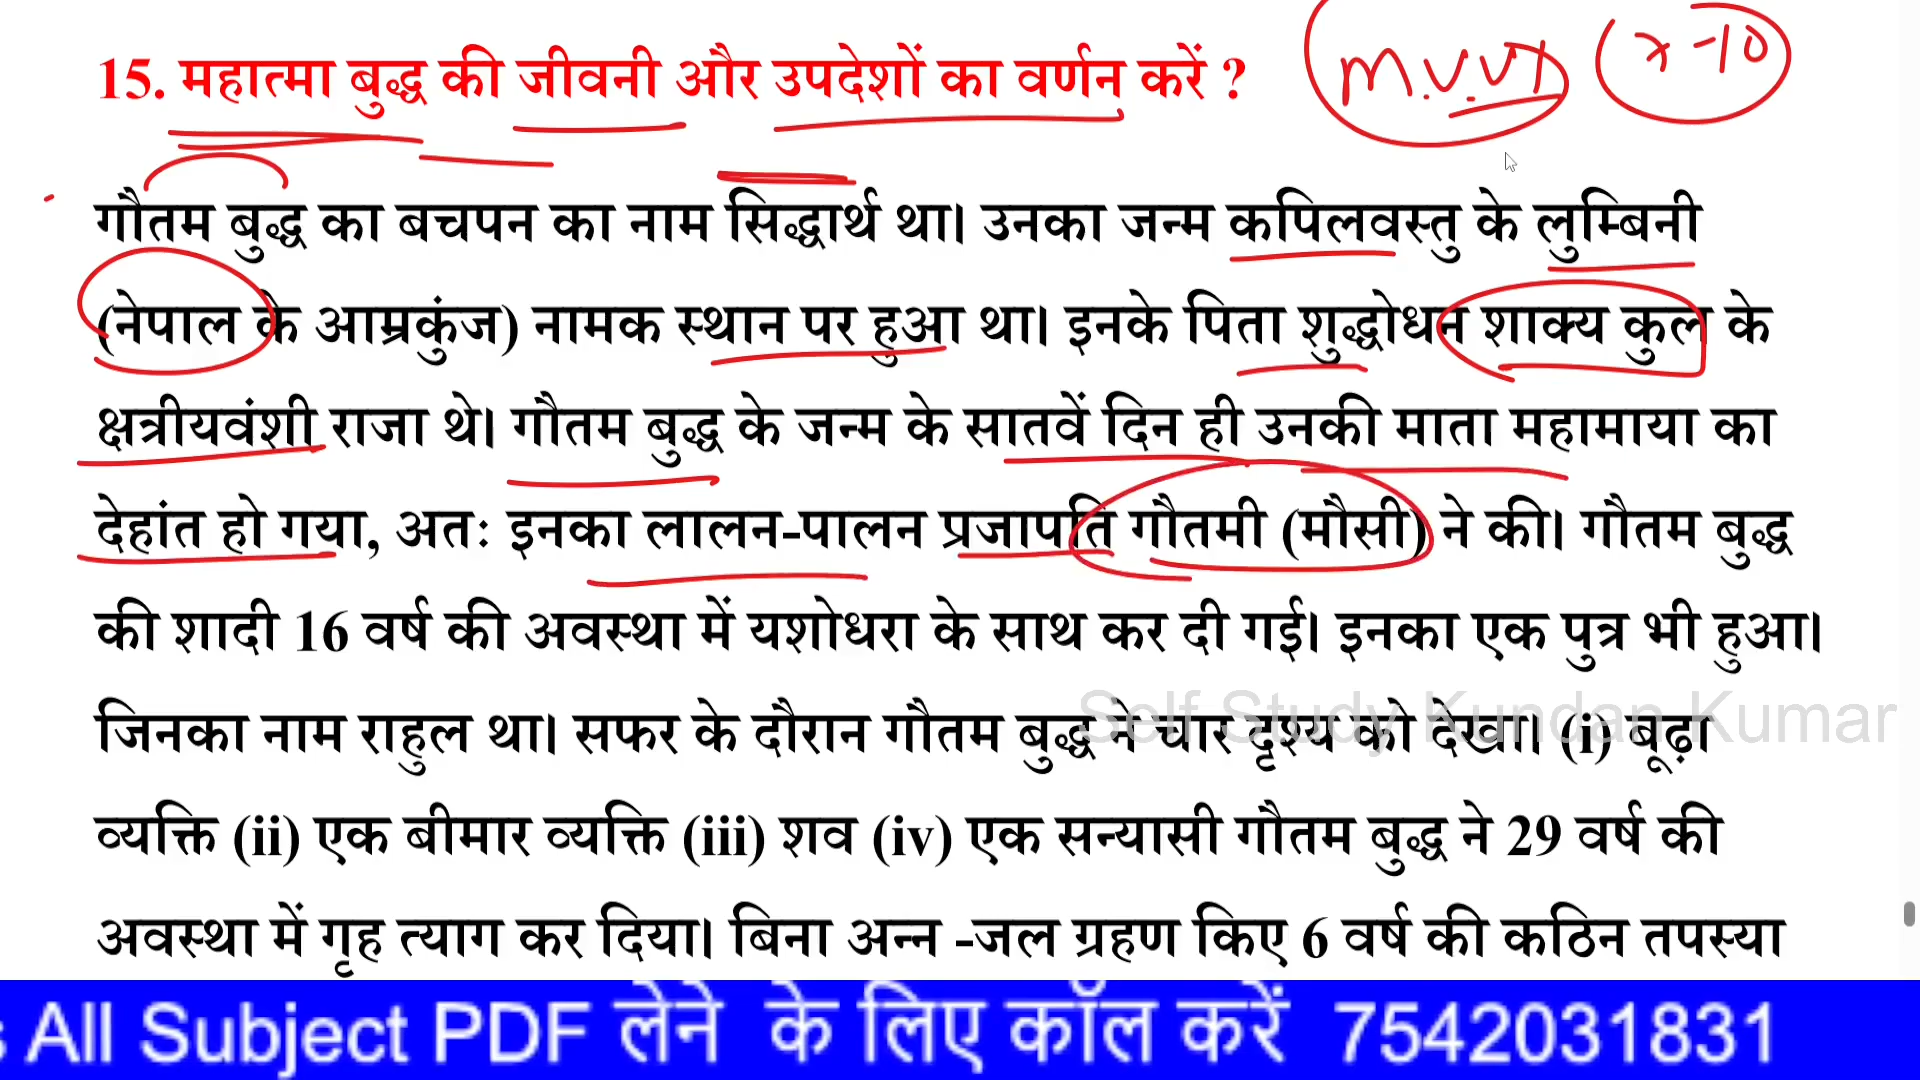 15. महात्मा बुद्ध की जीवनी और उपदेशों का वर्णन करें ?
गौतम बुद्ध का बचपन का नाम सिद्धार्थ था। उनका जन्म कपिलवस्तु के लुम्बिनी
(नेपाल के आम्रकुंज) नामक स्थान पर हुआ था। इनके पिता शुद्धोधन शाक्य कुल के
क्षत्रीयवंशी राजा थे। गौतम बुद्ध के जन्म के सातवें दिन ही उनकी माता महामाया का
देहांत हो गया, अतः इनका लालन-पालन प्रजापति गौतमी (मौसी) ने की। गौतम बुद्ध
की शादी 16 वर्ष की अवस्था में यशोधरा के साथ कर दी गई। इनका एक पुत्र भी हुआ।
जिनका नाम राहुल था। सफर के दौरान गौतम बुद्ध ने चार दृश्य को देखा। (i) बूढ़ा
Self Study Kundan Kumar
व्यक्ति (ii) एक बीमार व्यक्ति (iii) शव (iv) एक सन्यासी गौतम बुद्ध ने 29 वर्ष की
अवस्था में गृह त्याग कर दिया। बिना अन्न -जल ग्रहण किए 6 वर्ष की कठिन तपस्या
All Subject PDF लेने के लिए कॉल करें 7542031831